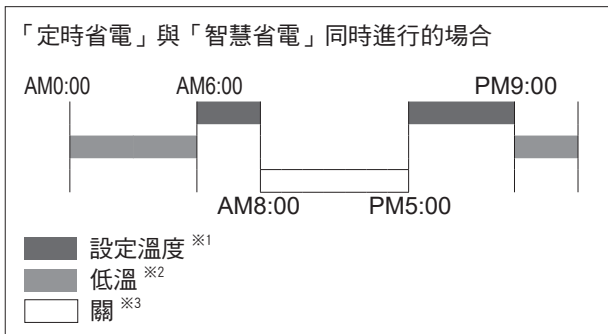 「定時省電」與「智慧省電」同時進行的場合
AM0:00 AM6:00 PM9:00
AM8:00 PM5:00
設定溫度 ※1
低溫 ※2
關 ※3